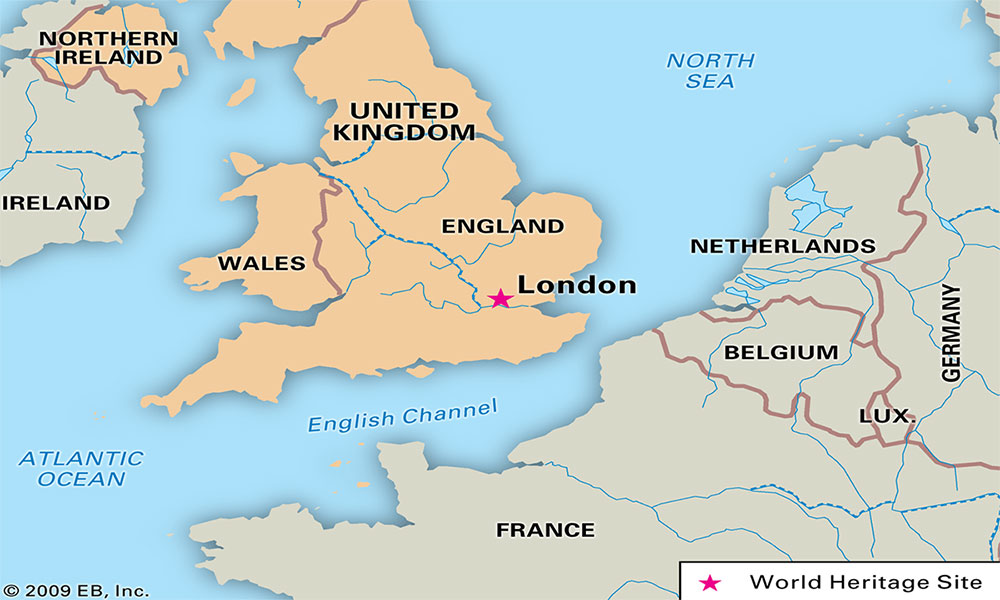 NORTHERN
IRELAND
NORTH
SEA
UNITED
KINGDOM
IRELAND
ENGLAND
WALES
NETHERLANDS
London
GERMANY
BELGIUM
LUX.
English Channel
ATLANTIC
OCEAN
FRANCE
World Heritage Site
© 2009 EB, Inc.